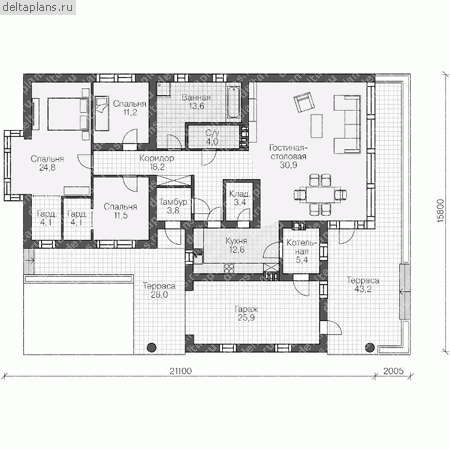 deltaplans.ru
Спальня
11,2
Ванная
13,6
С/у
4,0
Гостиная-
столовая
30,9
Спальня
24,8
Коридор
18,2
Гард.
4,1
Гард.
4,1
Спальня
11,5
Тамбур
3,8
Клад.
3,4
Кухня
12,6
Котель-
ная
5,4
Терраса
28,0
Гараж
25,9
Терраса
43,2
15800
21100
2005